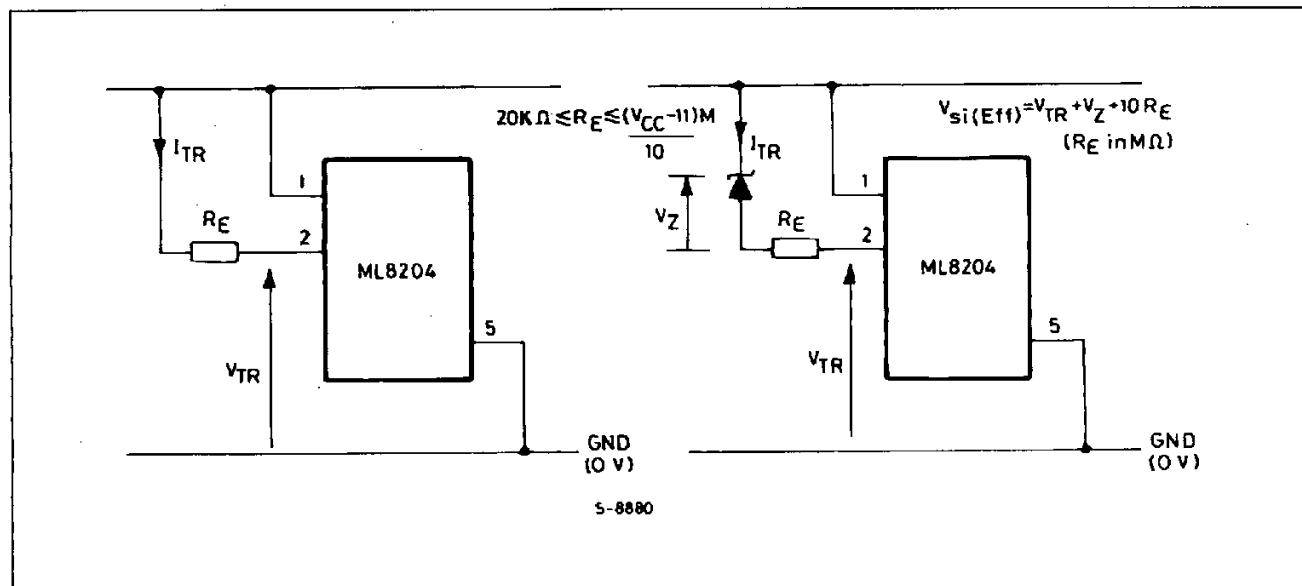 I_TR
1
R_E
2
ML8204
5
V_TR
GND
(0 V)
20KΩ ≤ R_E ≤ (V_CC -11)M
10
I_TR
V_Z
R_E
1
2
ML8204
5
V_TR
V_si(Eff) = V_TR + V_Z + 10 R_E
(R_E in MΩ)
GND
(0V)
S-8880